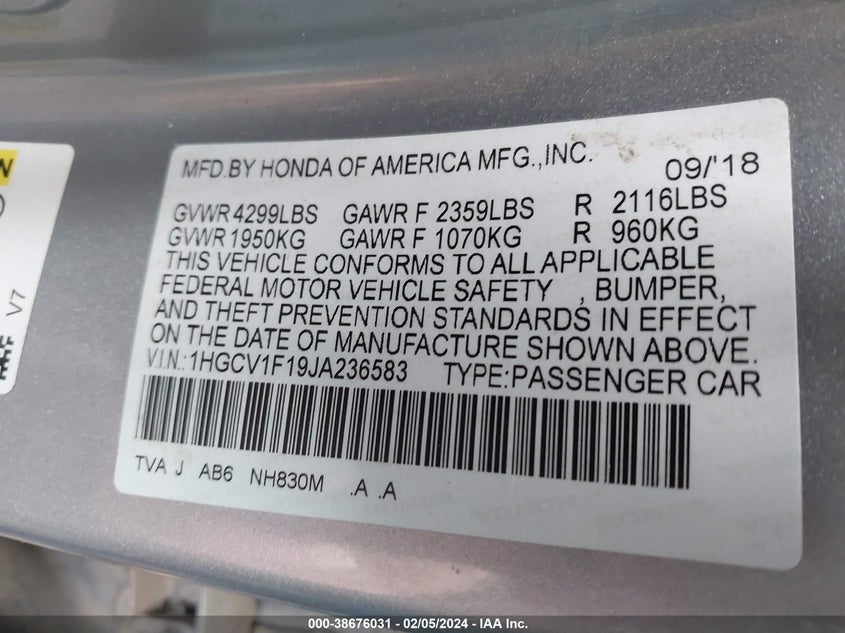 MFD.BY HONDA OF AMERICA MFG.,INC. 09/'18
GVWR 4299LBS GAWR F 2359LBS R 2116LBS
GVWR 1950KG GAWR F 1070KG R 960KG
THIS VEHICLE CONFORMS TO ALL APPLICABLE
FEDERAL MOTOR VEHICLE SAFETY , BUMPER,
AND THEFT PREVENTION STANDARDS IN EFFECT
ON THE DATE OF MANUFACTURE SHOWN ABOVE.
V.I.N.:1HGCV1F19JA236583 TYPE:PASSENGER CAR
TVA J AB6 NH830M .A .A
N
V7
000-38676031 - 02/05/2024 - IAA Inc.